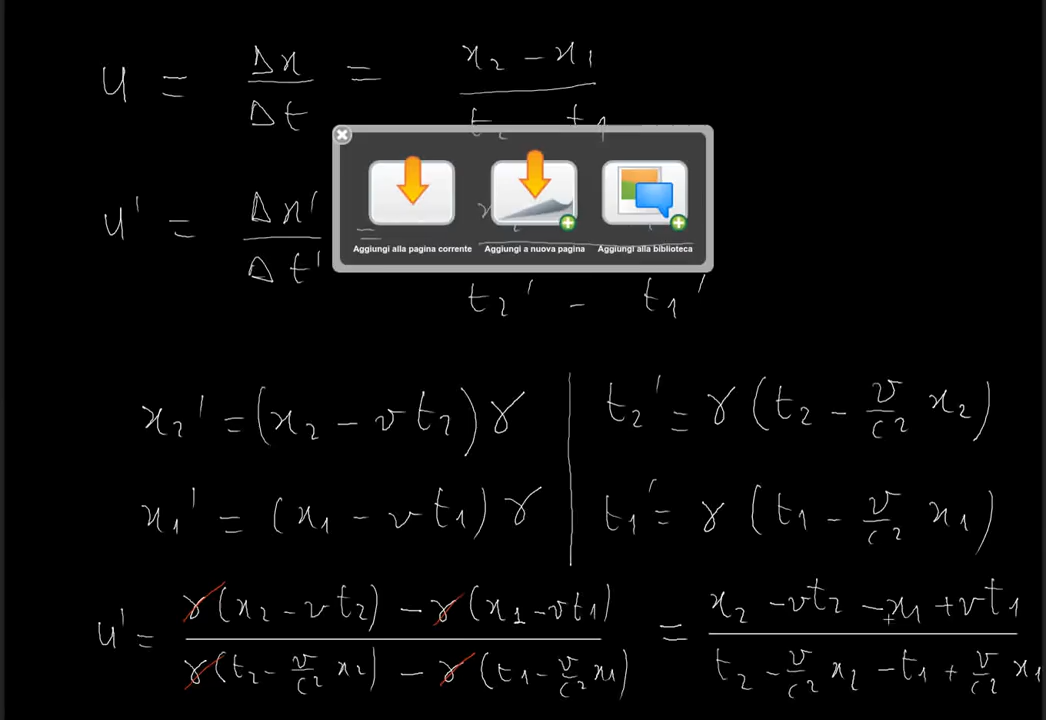 u = Δx/Δt = (x₂ - x₁)/(t₂ - t₁)
u' = Δx'/Δt' = /(t₂' - t₁')
Aggiungi alla pagina corrente Aggiungi a nuova pagina Aggiungi alla biblioteca
x₂' = (x₂ - vt₂)γ | t₂' = γ(t₂ - v/c² x₂)
x₁' = (x₁ - vt₁)γ | t₁' = γ(t₁ - v/c² x₁)
u' = (γ(x₂ - vt₂) - γ(x₁ - vt₁))/(γ(t₂ - v/c² x₂) - γ(t₁ - v/c² x₁)) = (x₂ - vt₂ - x₁ + vt₁)/(t₂ - v/c² x₂ - t₁ + v/c² x₁)